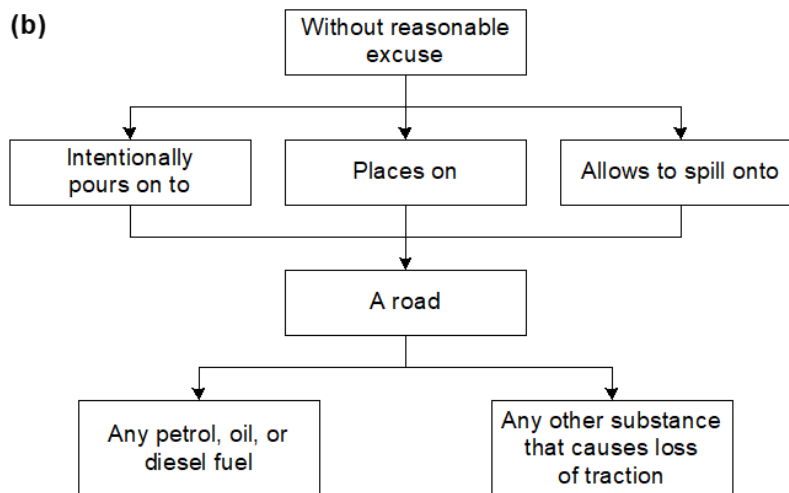 (b)
Without reasonable
excuse
Intentionally
pours on to
Places on
Allows to spill onto
A road
Any petrol, oil, or
diesel fuel
Any other substance
that causes loss
of traction